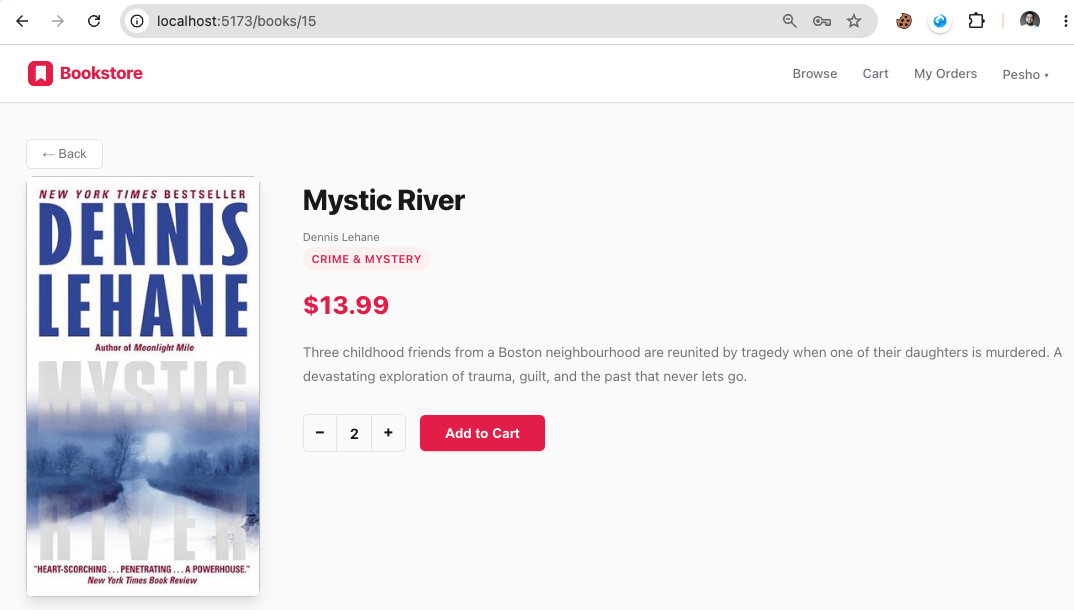 localhost:5173/books/15
Bookstore
Browse
Cart
My Orders
Pesho ▾
← Back
NEW YORK TIMES BESTSELLER
DENNIS
LEHANE
Author of Moonlight Mile
MYSTIC
RIVER
"HEART-SCORCHING . . . PENETRATING . . . A POWERHOUSE."
New York Times Book Review
Mystic River
Dennis Lehane
CRIME & MYSTERY
$13.99
Three childhood friends from a Boston neighbourhood are reunited by tragedy when one of their daughters is murdered. A
devastating exploration of trauma, guilt, and the past that never lets go.
− 2 +
Add to Cart